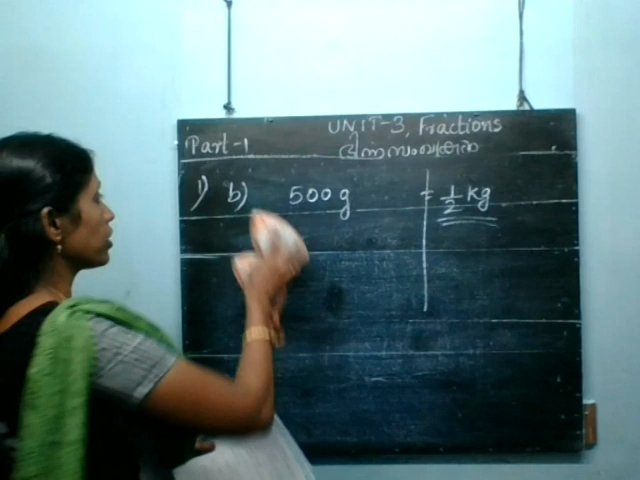 UNIT-3, Fractions
Part-1
ഭിന്നസംഖ്യകൾ
1) b) 500 g = 1/2 kg